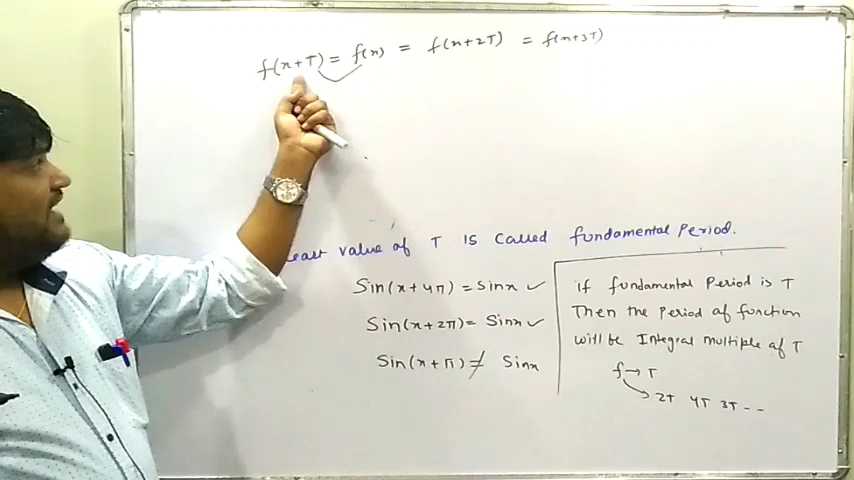 f(x+T) = f(x) = f(x+2T) = f(x+3T)
Least value of T is called fundamental Period.
Sin(x+4π) = Sinx ✓
Sin(x+2π) = Sinx ✓
Sin(x+π) ≠ Sinx
if fundamental Period is T
Then the Period of function
will be Integral multiple of T
f → T
→ 2T 4T 3T - -